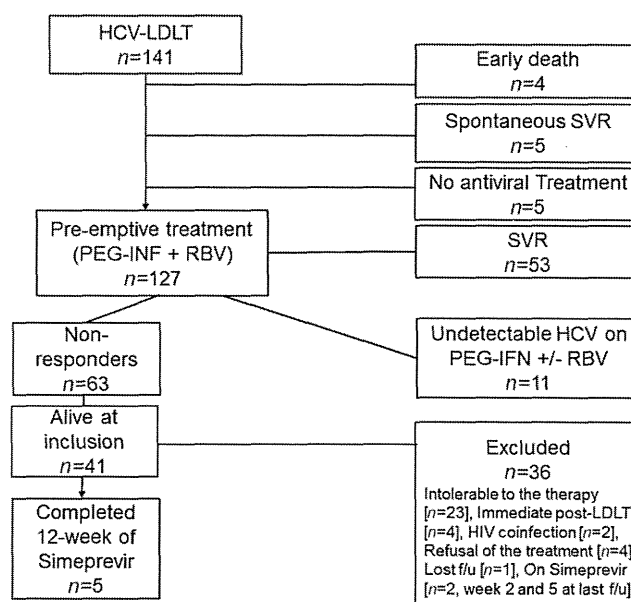 HCV-LDLT
n=141
Early death
n=4
Spontaneous SVR
n=5
No antiviral Treatment
n=5
Pre-emptive treatment
(PEG-INF + RBV)
n=127
SVR
n=53
Non-
responders
n=63
Undetectable HCV on
PEG-IFN +/- RBV
n=11
Alive at
inclusion
n=41
Excluded
n=36
Intolerable to the therapy
[n=23], Immediate post-LDLT
[n=4], HIV coinfection [n=2],
Refusal of the treatment [n=4]
Lost f/u [n=1], On Simeprevir
[n=2, week 2 and 5 at last f/u]
Completed
12-week of
Simeprevir
n=5